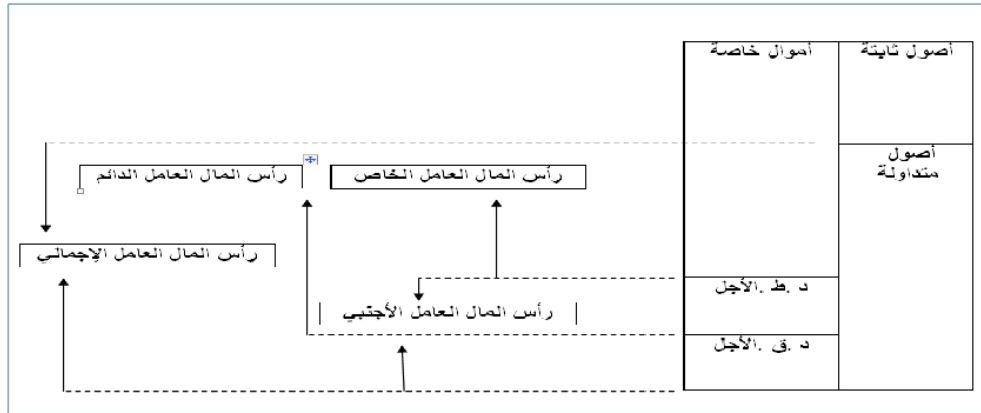 أصول ثابتة
أموال خاصة
أصول
متداولة
رأس المال العامل الخاص
رأس المال العامل الدائم
رأس المال العامل الإجمالي
د .ط .الأجل
رأس المال العامل الأجنبي
د .ق .الأجل